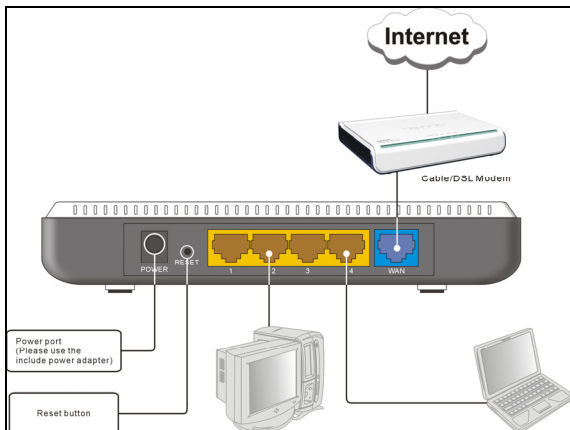 Internet
Cable/DSL Modem
POWER
RESET
1 2 3 4 WAN
Power port
(Please use the
include power adapter)
Reset button